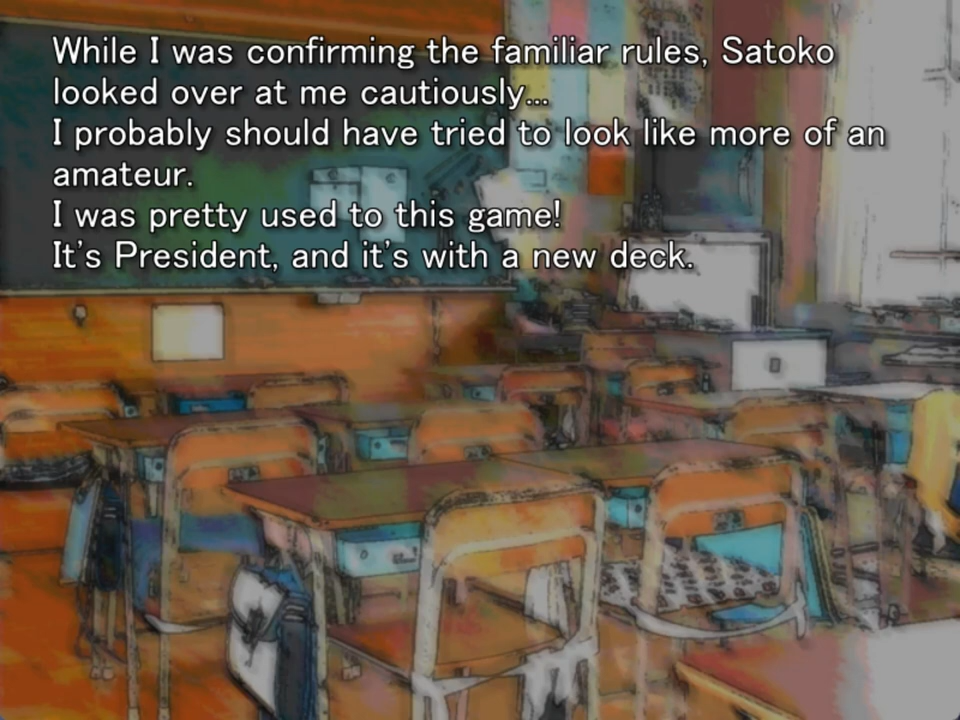 While I was confirming the familiar rules, Satoko
looked over at me cautiously...
I probably should have tried to look like more of an
amateur.
I was pretty used to this game!
It's President, and it's with a new deck.